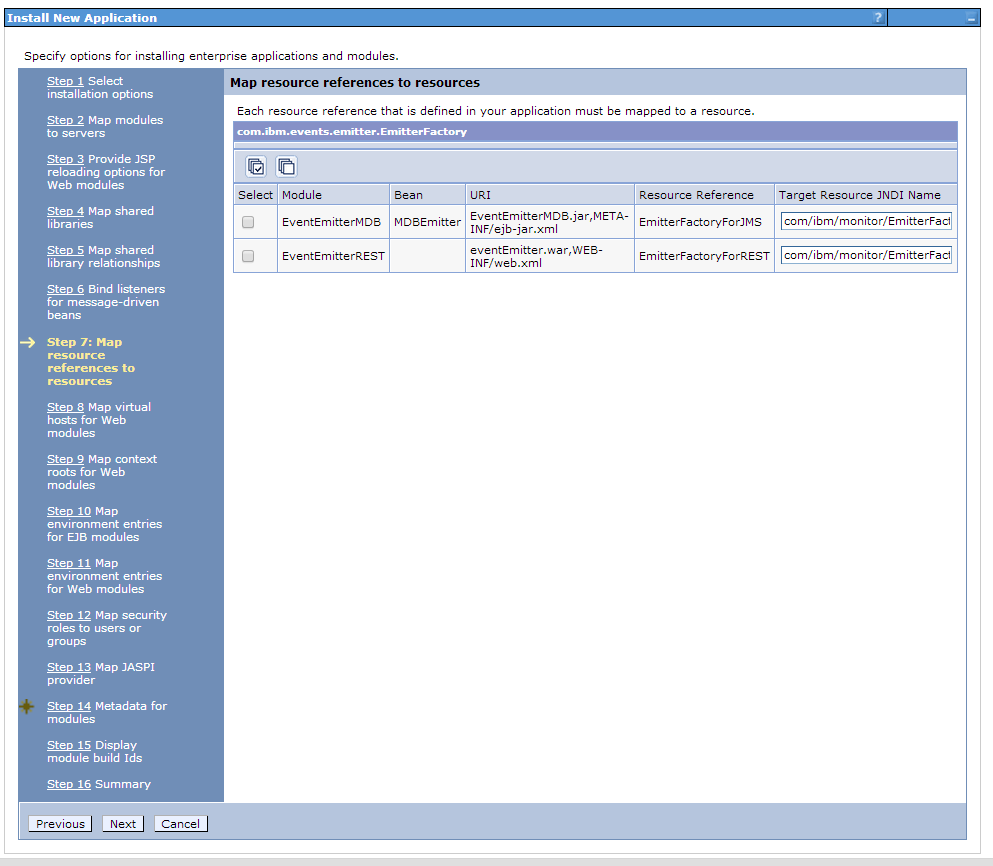 Install New Application
?
Specify options for installing enterprise applications and modules.
Step 1 Select
installation options
Step 2 Map modules
to servers
Step 3 Provide JSP
reloading options for
Web modules
Step 4 Map shared
libraries
Step 5 Map shared
library relationships
Step 6 Bind listeners
for message-driven
beans
Step 7: Map
resource
references to
resources
Step 8 Map virtual
hosts for Web
modules
Step 9 Map context
roots for Web
modules
Step 10 Map
environment entries
for EJB modules
Step 11 Map
environment entries
for Web modules
Step 12 Map security
roles to users or
groups
Step 13 Map JASPI
provider
Step 14 Metadata for
modules
Step 15 Display
module build Ids
Step 16 Summary
Map resource references to resources
Each resource reference that is defined in your application must be mapped to a resource.
com.ibm.events.emitter.EmitterFactory
Select Module Bean URI Resource Reference Target Resource JNDI Name
EventEmitterMDB MDBEmitter EventEmitterMDB.jar,META-
INF/ejb-jar.xml EmitterFactoryForJMS com/ibm/monitor/EmitterFact
EventEmitterREST eventEmitter.war,WEB-
INF/web.xml EmitterFactoryForREST com/ibm/monitor/EmitterFact
Previous Next Cancel